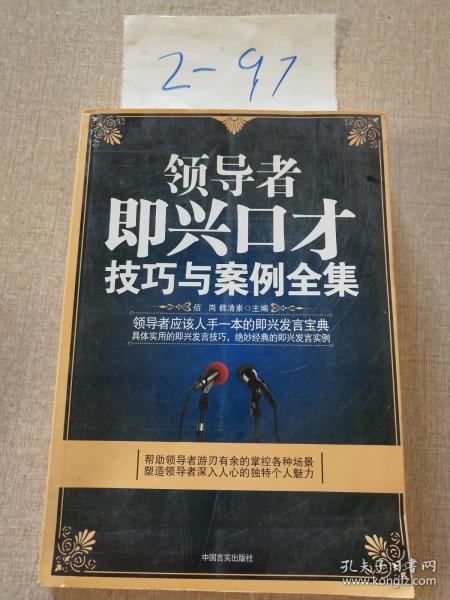 2-97
领导者
即兴口才
技巧与案例全集
佰岗 魏清素 主编
领导者应该人手一本的即兴发言宝典
具体实用的即兴发言技巧，绝妙经典的即兴发言实例
帮助领导者游刃有余的掌控各种场景
塑造领导者深入人心的独特个人魅力
中国言实出版社
孔夫子旧书网
www.kongfz.com